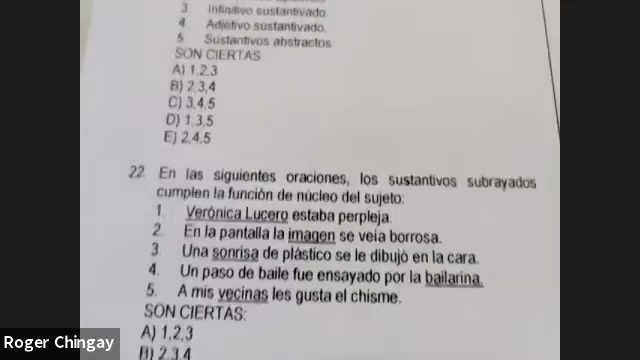 3 Infinitivo sustantivado.
4 Adjetivo sustantivado.
5 Sustantivos abstractos
SON CIERTAS
A) 1,2,3
B) 2,3,4
C) 3,4,5
D) 1,3,5
E) 2,4,5
22. En las siguientes oraciones, los sustantivos subrayados
cumplen la función de núcleo del sujeto:
1. Verónica Lucero estaba perpleja.
2. En la pantalla la imagen se veía borrosa.
3. Una sonrisa de plástico se le dibujó en la cara.
4. Un paso de baile fue ensayado por la bailarina.
5. A mis vecinas les gusta el chisme.
SON CIERTAS:
A) 1,2,3
B) 2,3,4
Roger Chingay